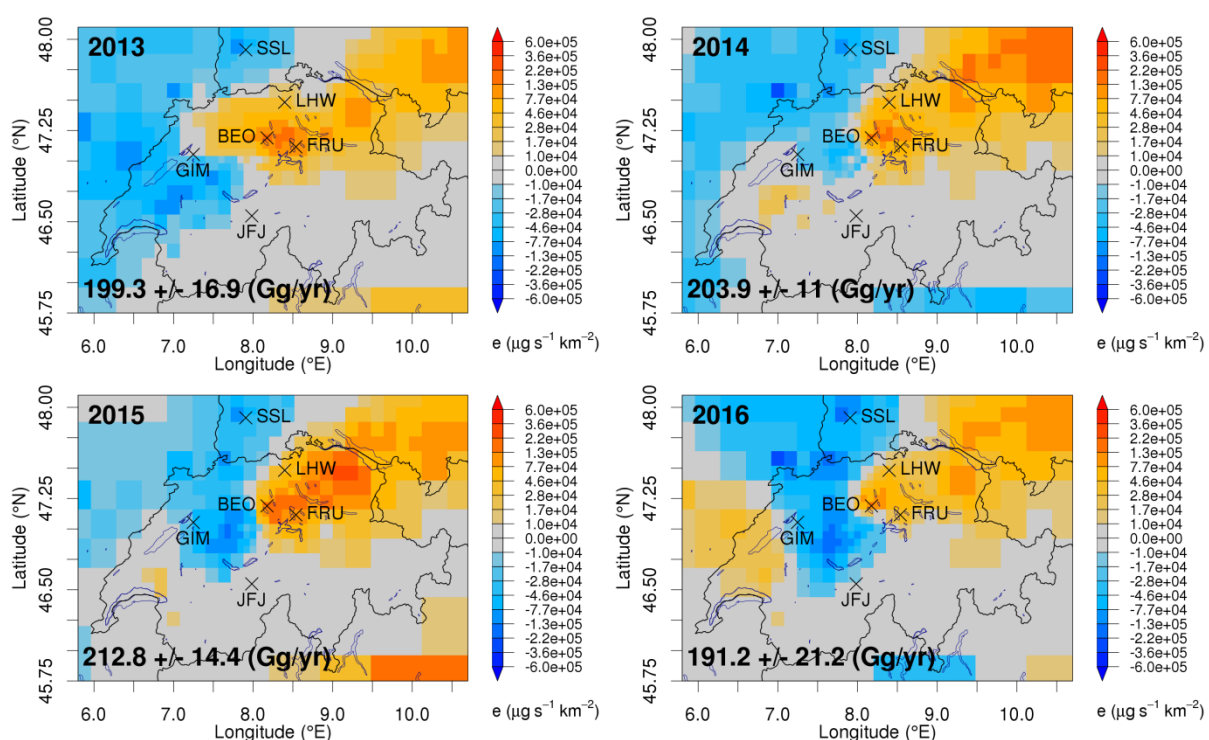 2013
SSL
LHW
BEO
FRU
GIM
JFJ
199.3 +/- 16.9 (Gg/yr)
48.00
47.25
46.50
45.75
Latitude (°N)
6.0 7.0 8.0 9.0 10.0
Longitude (°E)
6.0e+05
3.6e+05
2.2e+05
1.3e+05
7.7e+04
4.6e+04
2.8e+04
1.7e+04
1.0e+04
0.0e+00
-1.0e+04
-1.7e+04
-2.8e+04
-4.6e+04
-7.7e+04
-1.3e+05
-2.2e+05
-3.6e+05
-6.0e+05
e (μg s⁻¹ km⁻²)
2014
SSL
LHW
BEO
FRU
GIM
JFJ
203.9 +/- 11 (Gg/yr)
48.00
47.25
46.50
45.75
Latitude (°N)
6.0 7.0 8.0 9.0 10.0
Longitude (°E)
6.0e+05
3.6e+05
2.2e+05
1.3e+05
7.7e+04
4.6e+04
2.8e+04
1.7e+04
1.0e+04
0.0e+00
-1.0e+04
-1.7e+04
-2.8e+04
-4.6e+04
-7.7e+04
-1.3e+05
-2.2e+05
-3.6e+05
-6.0e+05
e (μg s⁻¹ km⁻²)
2015
SSL
LHW
BEO
FRU
GIM
JFJ
212.8 +/- 14.4 (Gg/yr)
48.00
47.25
46.50
45.75
Latitude (°N)
6.0 7.0 8.0 9.0 10.0
Longitude (°E)
6.0e+05
3.6e+05
2.2e+05
1.3e+05
7.7e+04
4.6e+04
2.8e+04
1.7e+04
1.0e+04
0.0e+00
-1.0e+04
-1.7e+04
-2.8e+04
-4.6e+04
-7.7e+04
-1.3e+05
-2.2e+05
-3.6e+05
-6.0e+05
e (μg s⁻¹ km⁻²)
2016
SSL
LHW
BEO
FRU
GIM
JFJ
191.2 +/- 21.2 (Gg/yr)
48.00
47.25
46.50
45.75
Latitude (°N)
6.0 7.0 8.0 9.0 10.0
Longitude (°E)
6.0e+05
3.6e+05
2.2e+05
1.3e+05
7.7e+04
4.6e+04
2.8e+04
1.7e+04
1.0e+04
0.0e+00
-1.0e+04
-1.7e+04
-2.8e+04
-4.6e+04
-7.7e+04
-1.3e+05
-2.2e+05
-3.6e+05
-6.0e+05
e (μg s⁻¹ km⁻²)